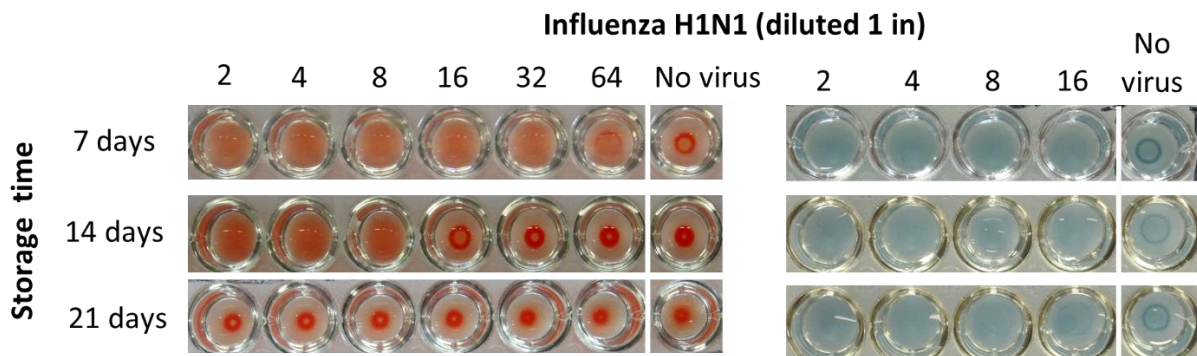 Influenza H1N1 (diluted 1 in)
2 4 8 16 32 64 No virus 2 4 8 16 No virus
Storage time
7 days
14 days
21 days